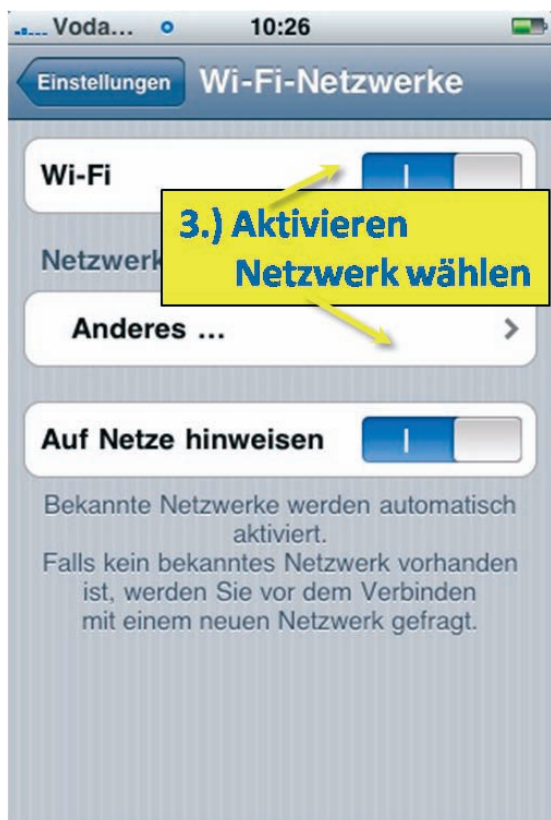 Voda... 10:26
Einstellungen Wi-Fi-Netzwerke
Wi-Fi
3.) Aktivieren
Netzwerk wählen
Netzwerk
Anderes ...
Auf Netze hinweisen
Bekannte Netzwerke werden automatisch
aktiviert.
Falls kein bekanntes Netzwerk vorhanden
ist, werden Sie vor dem Verbinden
mit einem neuen Netzwerk gefragt.